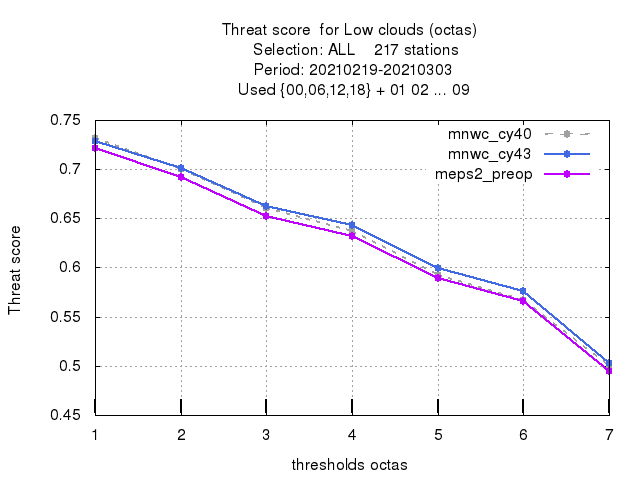 Threat score  for Low clouds (octas)
Selection: ALL    217 stations
Period: 20210219-20210303
Used {00,06,12,18} + 01 02 ... 09
mnwc_cy40
mnwc_cy43
meps2_preop
0.75
0.7
0.65
0.6
0.55
0.5
0.45
Threat score
1 2 3 4 5 6 7
thresholds octas